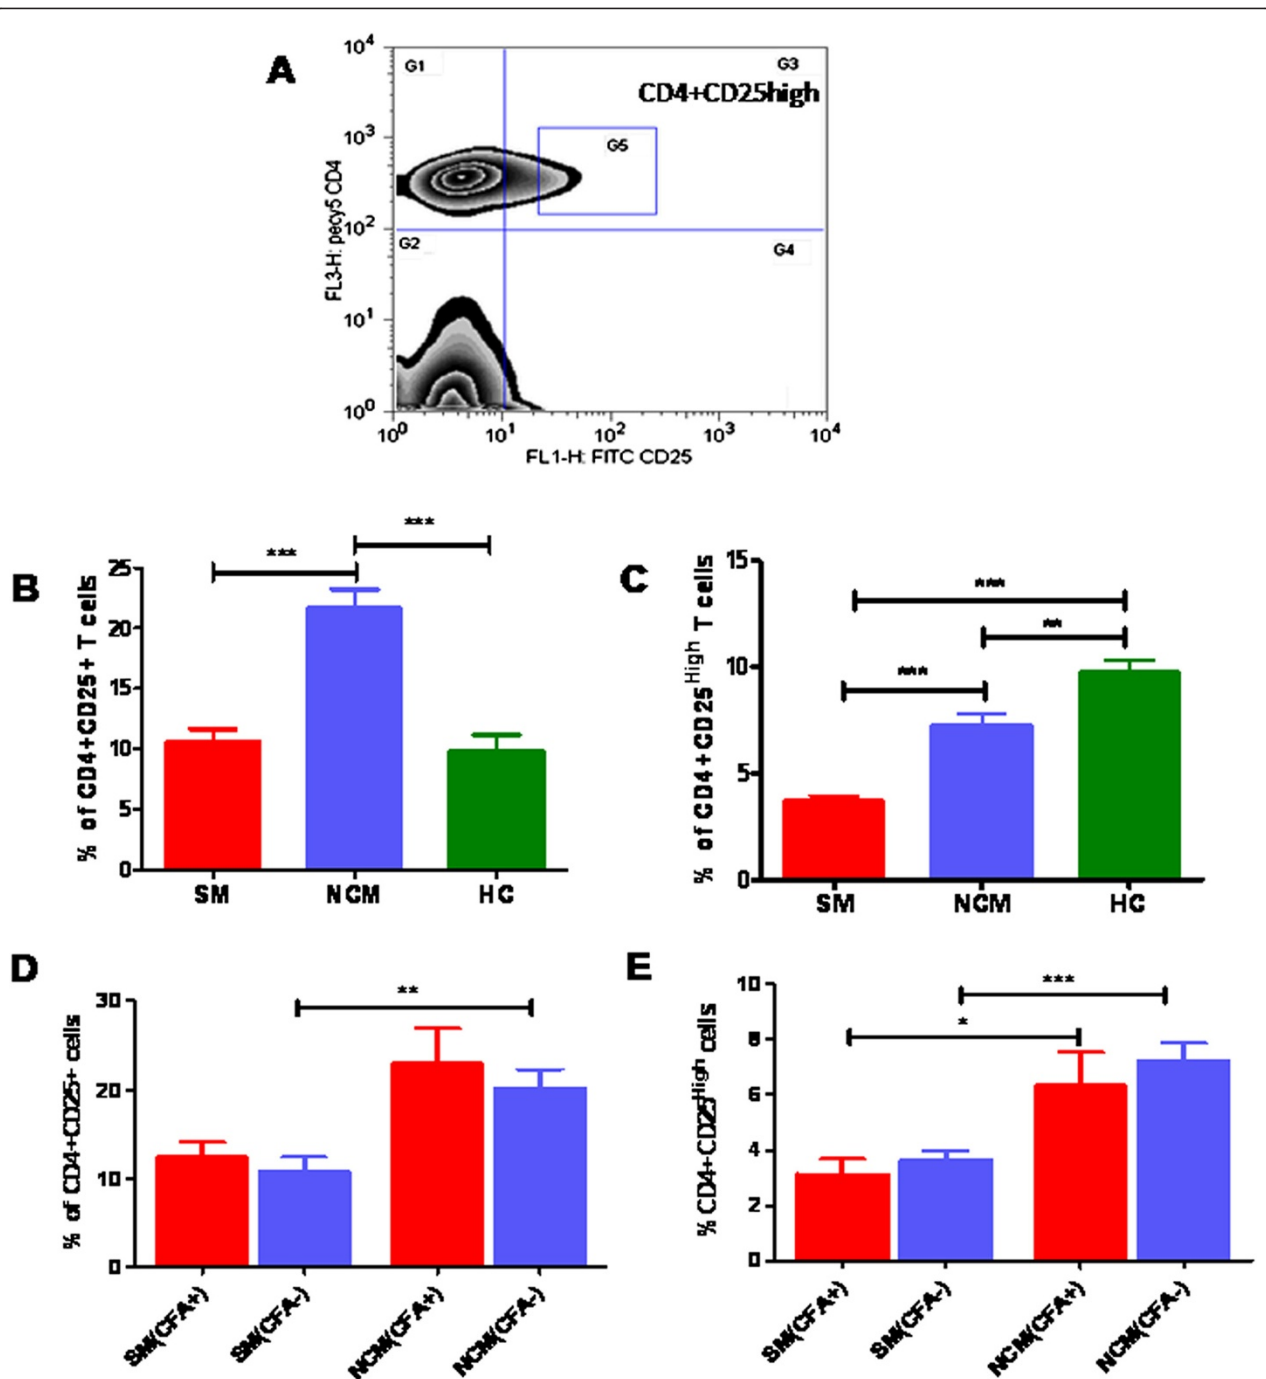 A
10^4
G1
G3
CD4+CD25high
10^3
G5
FL3-H: pecy5 CD4
10^2
G2
G4
10^1
10^0
10^0 10^1 10^2 10^3 10^4
FL1-H: FITC CD25
B
% of CD4+CD25+ T cells
***
***
25
20
15
10
5
0
SM NCM HC
C
% of CD4+CD25High T cells
15
***
**
10
***
5
0
SM NCM HC
D
% of CD4+CD25+ cells
**
30
20
10
0
SM(CFA+) SM(CFA-) NCM(CFA+) NCM(CFA-)
E
% CD4+CD25High cells
10
***
*
8
6
4
2
0
SM(CFA+) SM(CFA-) NCM(CFA+) NCM(CFA-)